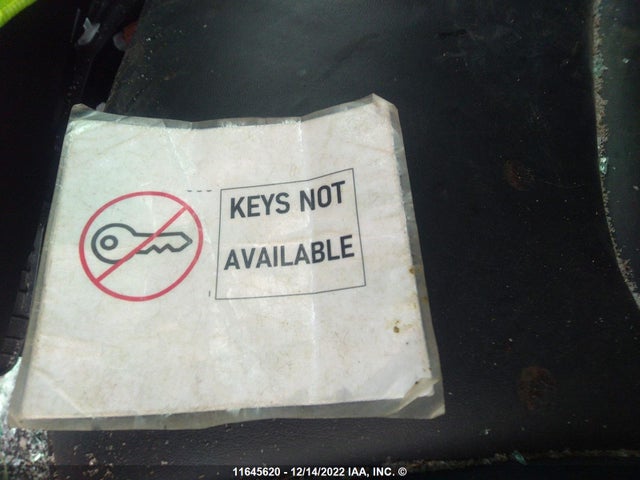 KEYS NOT
AVAILABLE
11645620 - 12/14/2022 IAA, INC. ©